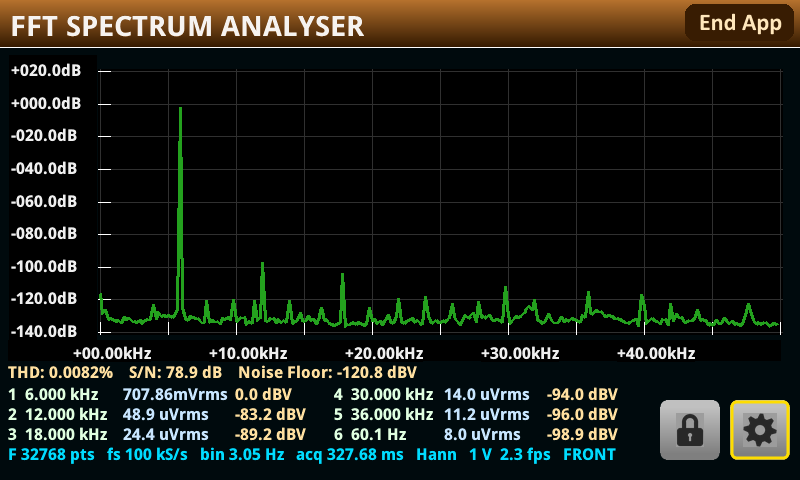 FFT SPECTRUM ANALYSER End App
+020.0dB
+000.0dB
-020.0dB
-040.0dB
-060.0dB
-080.0dB
-100.0dB
-120.0dB
-140.0dB
+00.00kHz +10.00kHz +20.00kHz +30.00kHz +40.00kHz
THD: 0.0082% S/N: 78.9 dB Noise Floor: -120.8 dBV
1 6.000 kHz 707.86mVrms 0.0 dBV 4 30.000 kHz 14.0 uVrms -94.0 dBV
2 12.000 kHz 48.9 uVrms -83.2 dBV 5 36.000 kHz 11.2 uVrms -96.0 dBV
3 18.000 kHz 24.4 uVrms -89.2 dBV 6 60.1 Hz 8.0 uVrms -98.9 dBV
F 32768 pts fs 100 kS/s bin 3.05 Hz acq 327.68 ms Hann 1 V 2.3 fps FRONT